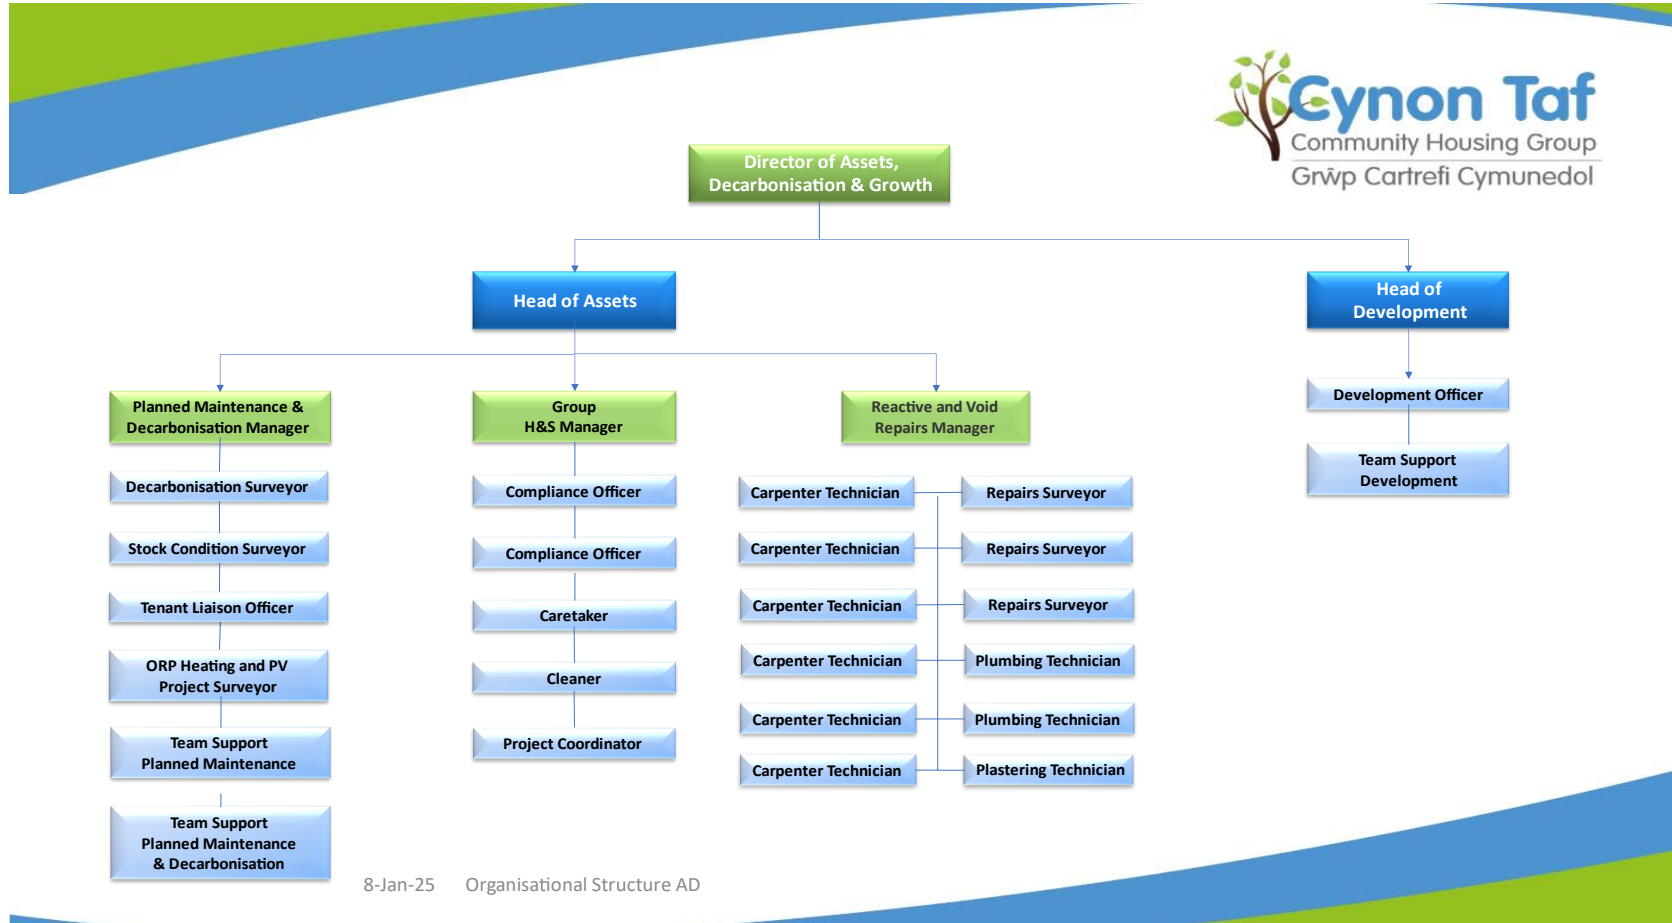 Cynon Taf
Community Housing Group
Grŵp Cartrefi Cymunedol
Director of Assets,
Decarbonisation & Growth
Head of Assets
Head of
Development
Planned Maintenance &
Decarbonisation Manager
Decarbonisation Surveyor
Stock Condition Surveyor
Tenant Liaison Officer
ORP Heating and PV
Project Surveyor
Team Support
Planned Maintenance
Team Support
Planned Maintenance
& Decarbonisation
Group
H&S Manager
Compliance Officer
Compliance Officer
Caretaker
Cleaner
Project Coordinator
Reactive and Void
Repairs Manager
Carpenter Technician
Repairs Surveyor
Carpenter Technician
Repairs Surveyor
Carpenter Technician
Repairs Surveyor
Carpenter Technician
Plumbing Technician
Carpenter Technician
Plumbing Technician
Carpenter Technician
Plastering Technician
Development Officer
Team Support
Development
8-Jan-25 Organisational Structure AD